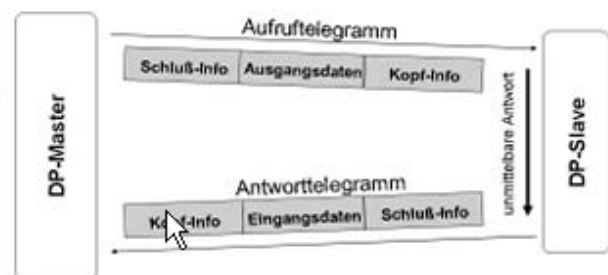 Aufruftelegramm
Schluß-Info Ausgangsdaten Kopf-Info
DP-Master
unmittelbare Antwort
DP-Slave
Antworttelegramm
Kopf-Info Eingangsdaten Schluß-Info